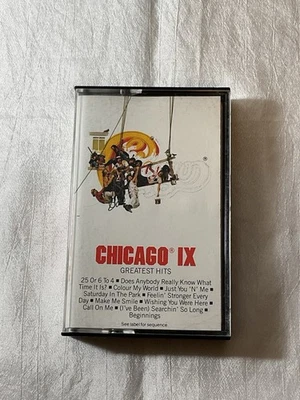 CHICAGO® IX
GREATEST HITS
25 Or 6 To 4 ■ Does Anybody Really Know What
Time It Is? ■ Colour My World ■ Just You 'N' Me ■
Saturday In The Park ■ Feelin' Stronger Every
Day ■ Make Me Smile ■ Wishing You Were Here ■
Call On Me ■ (I've Been) Searchin' So Long ■
Beginnings
See label for sequence.